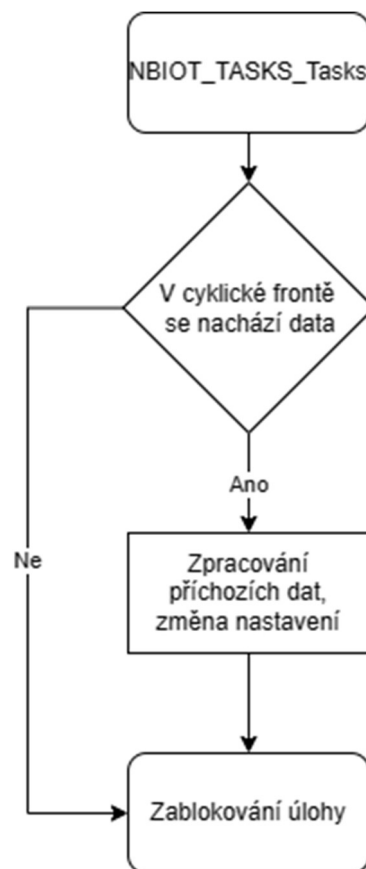 NBIOT_TASKS_Tasks
V cyklické frontě
se nachází data
Ano
Ne
Zpracování
příchozích dat,
změna nastavení
Zablokování úlohy